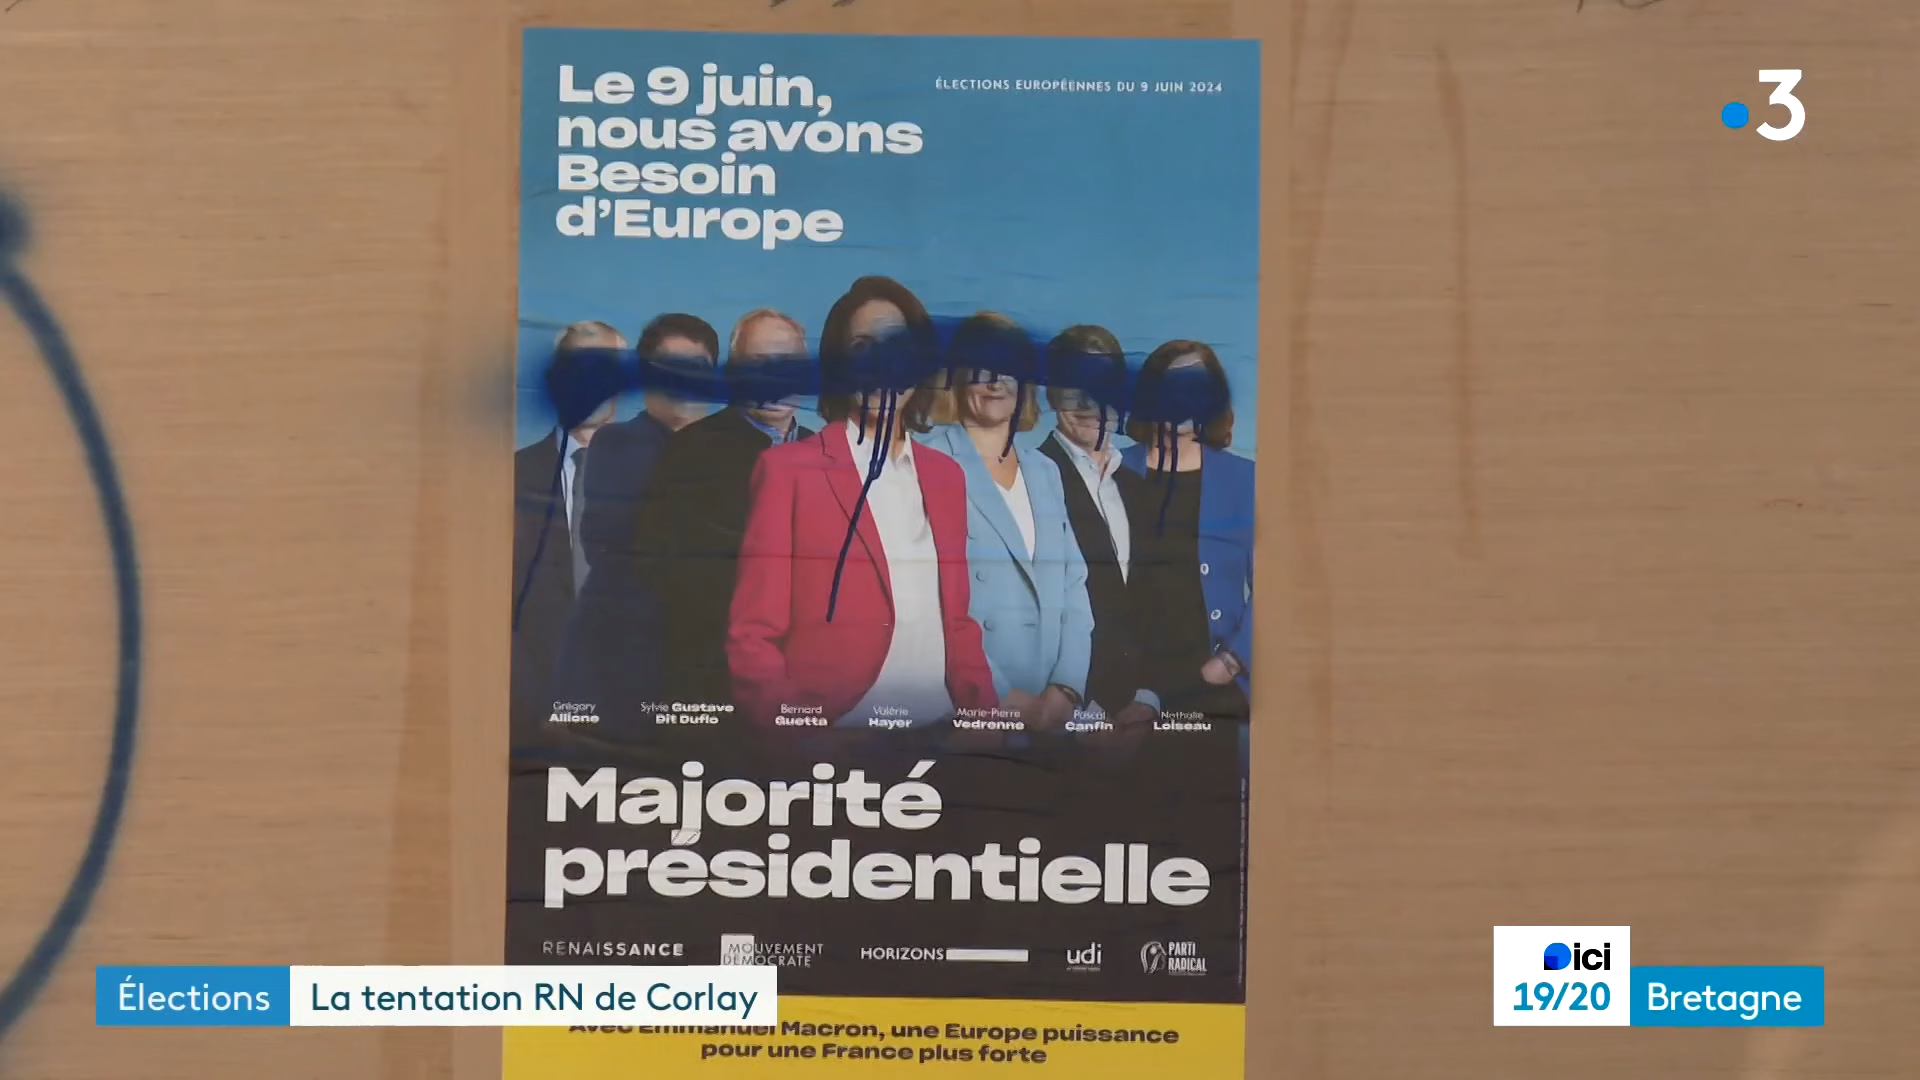 Le 9 juin,
nous avons
Besoin
d'Europe
ÉLECTIONS EUROPÉENNES DU 9 JUIN 2024
3
Grégory
Allione
Sylvie Gustave
Dit Duflo
Bernard
Guetta
Valérie
Hayer
Marie-Pierre
Vedrenne
Pascal
Canfin
Nathalie
Loiseau
Majorité
présidentielle
RENAISSANCE
MOUVEMENT
DÉMOCRATE
HORIZONS
udi
PARTI
RADICAL
Avec Emmanuel Macron, une Europe puissance
pour une France plus forte
Élections
La tentation RN de Corlay
ici
19/20
Bretagne